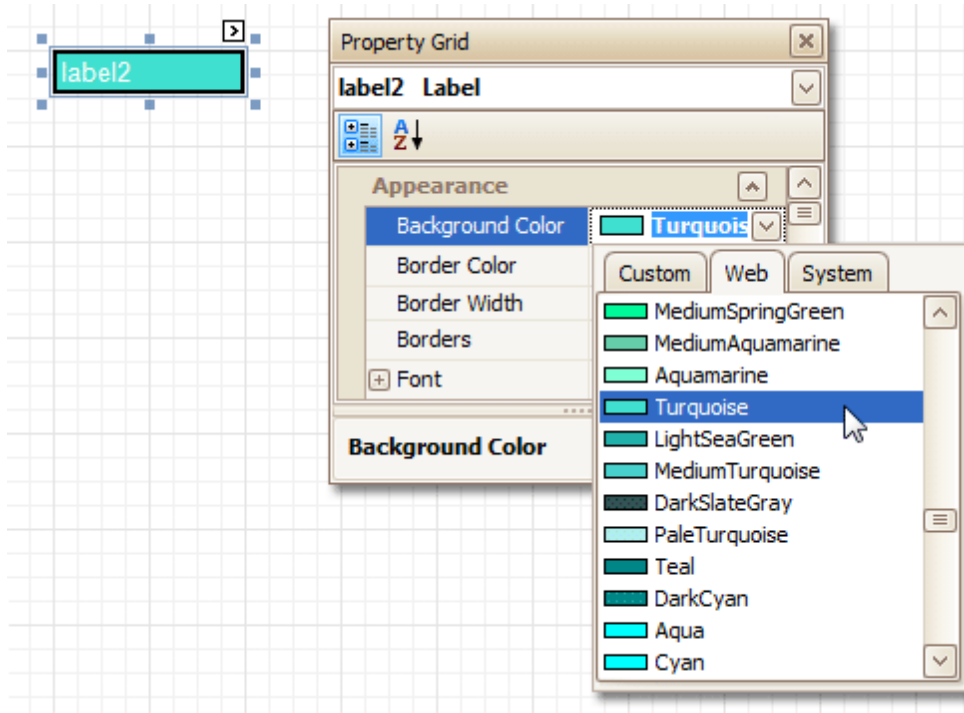 label2
Property Grid
label2 Label
A
Z
Appearance
Background Color Turquois
Border Color
Border Width
Borders
Font
Background Color
Custom Web System
MediumSpringGreen
MediumAquamarine
Aquamarine
Turquoise
LightSeaGreen
MediumTurquoise
DarkSlateGray
PaleTurquoise
Teal
DarkCyan
Aqua
Cyan